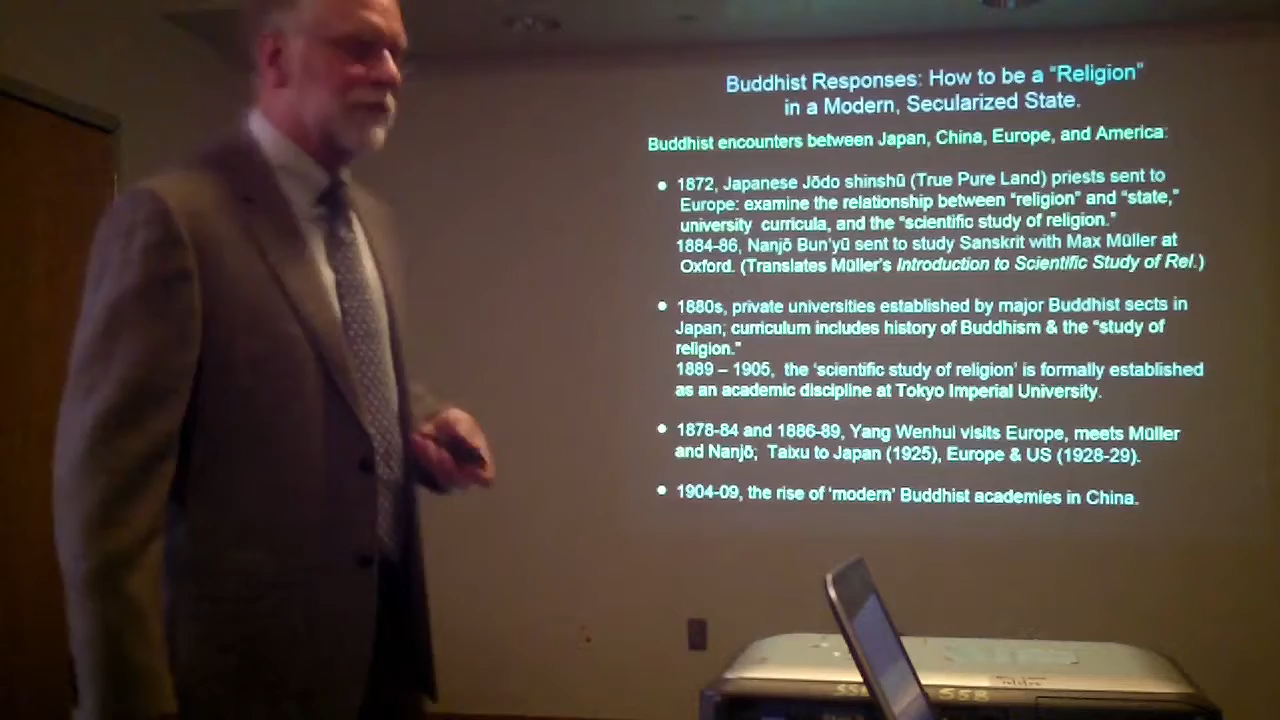 Buddhist Responses: How to be a "Religion"
in a Modern, Secularized State.
Buddhist encounters between Japan, China, Europe, and America:
• 1872, Japanese Jōdo shinshū (True Pure Land) priests sent to
Europe: examine the relationship between "religion" and "state,"
university curricula, and the "scientific study of religion."
1884-86, Nanjō Bun'yū sent to study Sanskrit with Max Müller at
Oxford. (Translates Müller's Introduction to Scientific Study of Rel.)
• 1880s, private universities established by major Buddhist sects in
Japan; curriculum includes history of Buddhism & the "study of
religion."
1889 – 1905, the 'scientific study of religion' is formally established
as an academic discipline at Tokyo Imperial University.
• 1878-84 and 1886-89, Yang Wenhui visits Europe, meets Müller
and Nanjō; Taixu to Japan (1925), Europe & US (1928-29).
• 1904-09, the rise of 'modern' Buddhist academies in China.
SSB